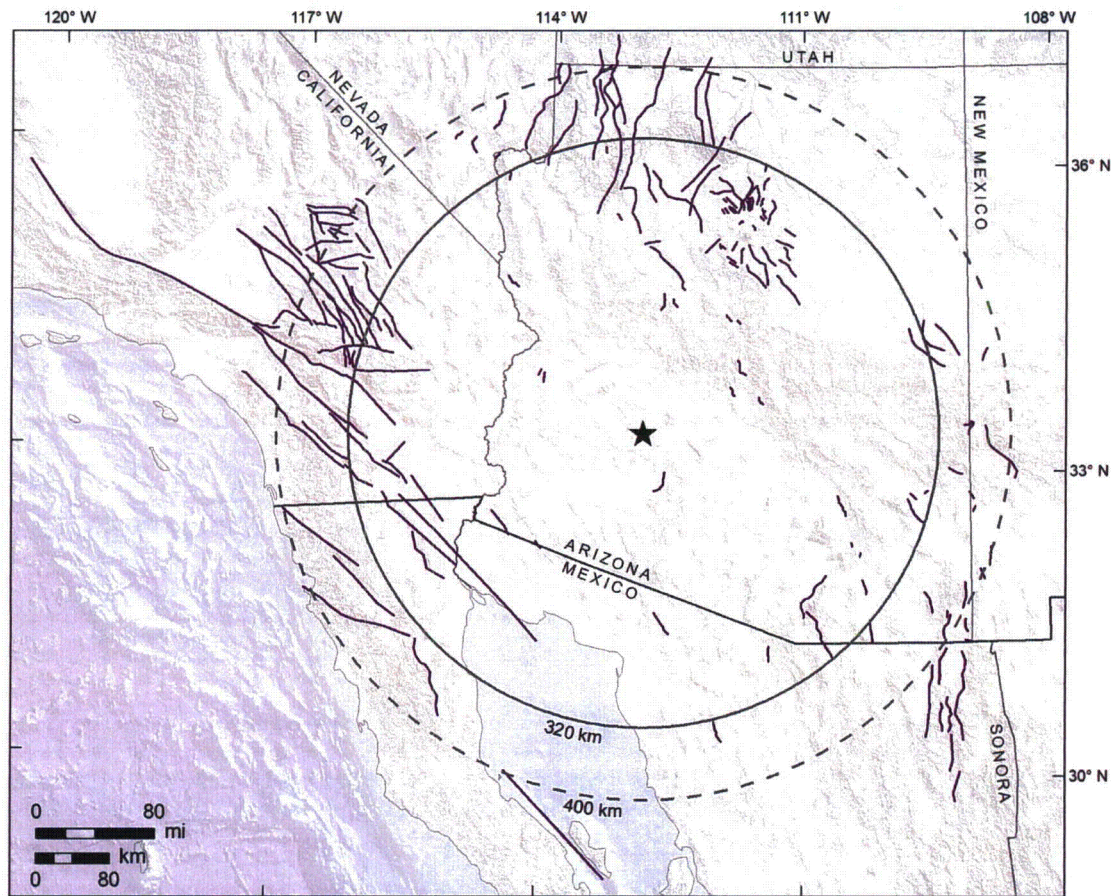 120° W 117° W 114° W 111° W 108° W
UTAH
NEVADA
CALIFORNIA
NEW MEXICO
36° N
33° N
ARIZONA
MEXICO
320 km
SONORA
30° N
400 km
0 80
mi
km
0 80